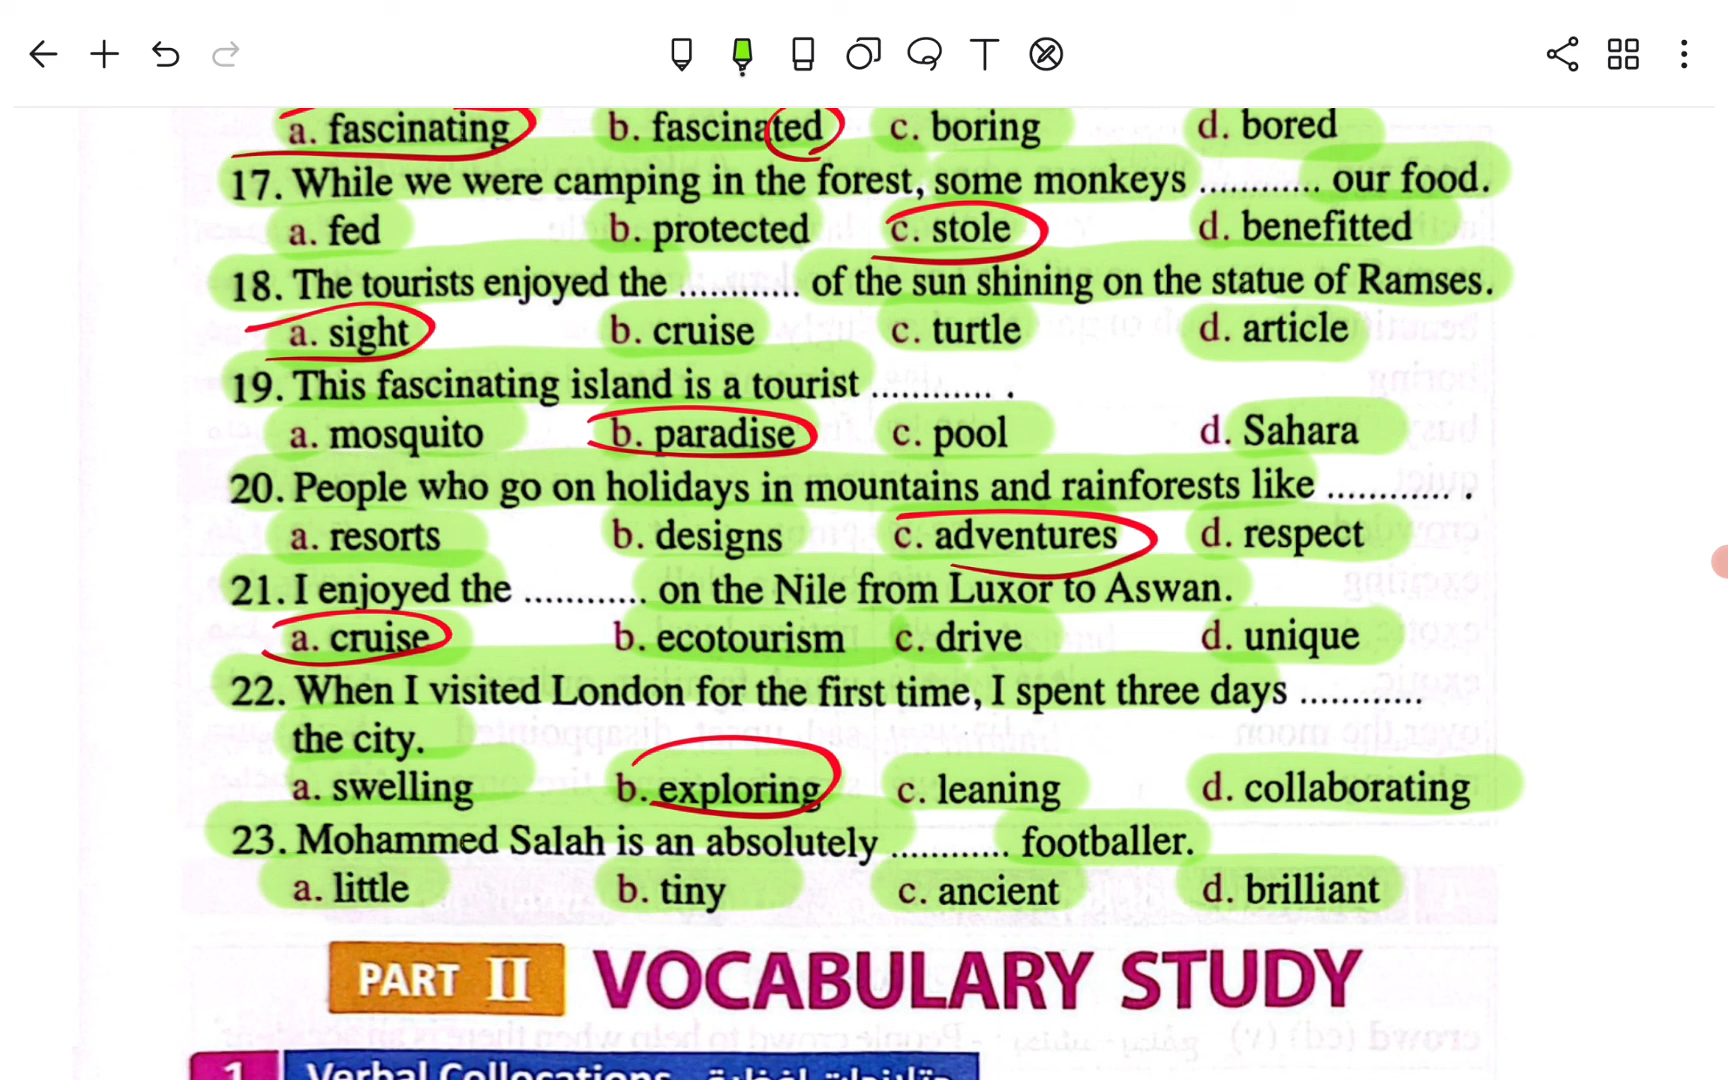 a. fascinating b. fascinated c. boring d. bored
17. While we were camping in the forest, some monkeys ............ our food.
a. fed b. protected c. stole d. benefitted
18. The tourists enjoyed the ............ of the sun shining on the statue of Ramses.
a. sight b. cruise c. turtle d. article
19. This fascinating island is a tourist ............ .
a. mosquito b. paradise c. pool d. Sahara
20. People who go on holidays in mountains and rainforests like ............ .
a. resorts b. designs c. adventures d. respect
21. I enjoyed the ............ on the Nile from Luxor to Aswan.
a. cruise b. ecotourism c. drive d. unique
22. When I visited London for the first time, I spent three days ............
the city.
a. swelling b. exploring c. leaning d. collaborating
23. Mohammed Salah is an absolutely ............ footballer.
a. little b. tiny c. ancient d. brilliant
PART II VOCABULARY STUDY
1 Verbal Collocations